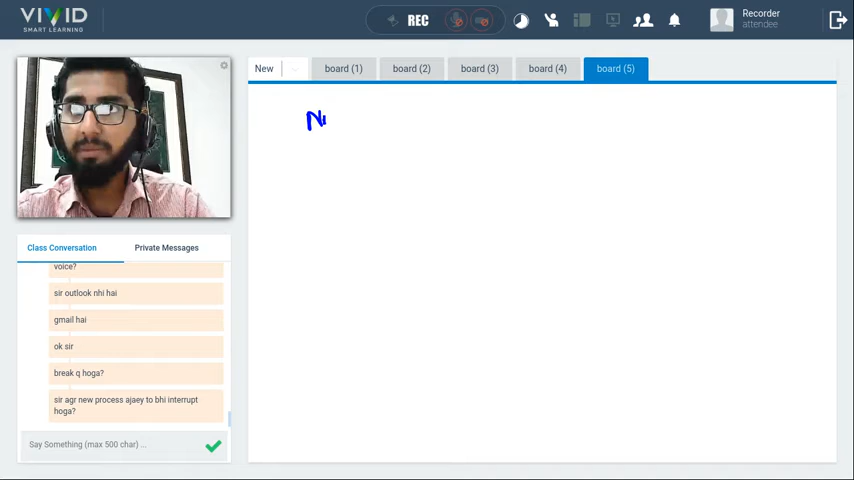 VIVID
SMART LEARNING
REC
Recorder
attendee
New
board (1)
board (2)
board (3)
board (4)
board (5)
Class Conversation
Private Messages
voice?
sir outlook nhi hai
gmail hai
ok sir
break q hoga?
sir agr new process ajaey to bhi interrupt
hoga?
Say Something (max 500 char) ...